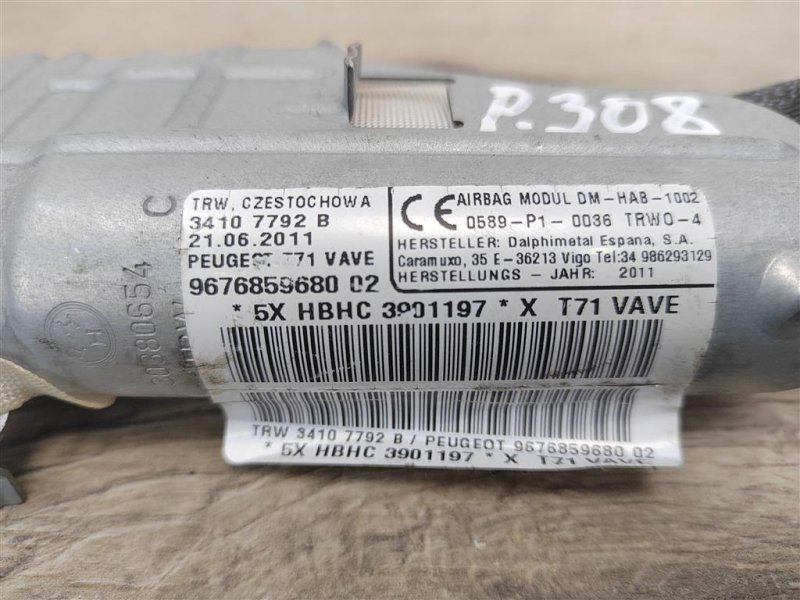 P.308
C
30380654
TRW, CZESTOCHOWA
3410 7792 B
21.06.2011
PEUGEOT T71 VAVE
9676859680 02
CE
AIRBAG MODUL DM-HAB-1002
0589-P1-0036 TRWO-4
HERSTELLER: Dalphimetal Espana, S.A.
Caramuxo, 35 E-36213 Vigo Tel:34 986293129
HERSTELLUNGS - JAHR: 2011
* 5X HBHC 3901197 * X T71 VAVE
TRW 3410 7792 B / PEUGEOT 9676859680 02
* 5X HBHC 3901197 * X T71 VAVE